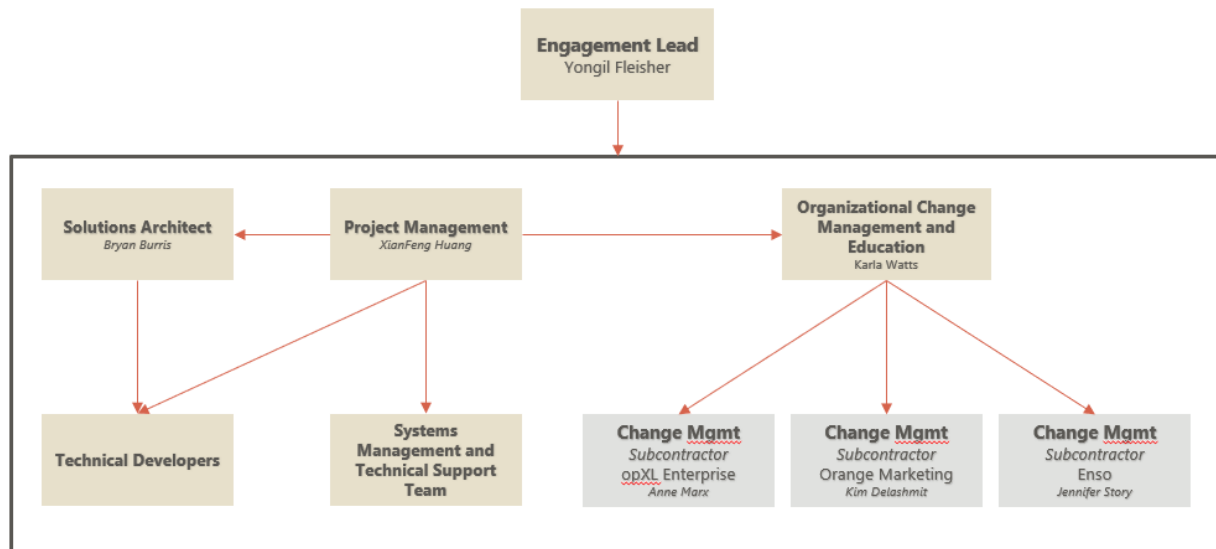 Engagement Lead
Yongil Fleisher
Solutions Architect
Bryan Burris
Project Management
XianFeng Huang
Organizational Change
Management and
Education
Karla Watts
Technical Developers
Systems
Management and
Technical Support
Team
Change Mgmt
Subcontractor
opXL Enterprise
Anne Marx
Change Mgmt
Subcontractor
Orange Marketing
Kim Delashmit
Change Mgmt
Subcontractor
Enso
Jennifer Story